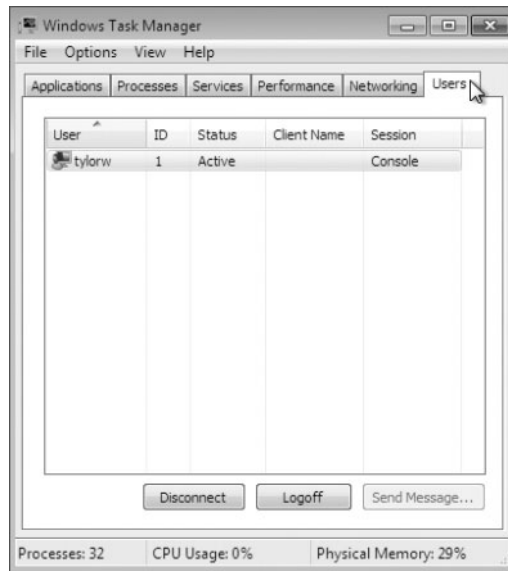 Windows Task Manager
File Options View Help
Applications Processes Services Performance Networking Users
User ID Status Client Name Session
tylorw 1 Active Console
Disconnect Logoff Send Message...
Processes: 32 CPU Usage: 0% Physical Memory: 29%